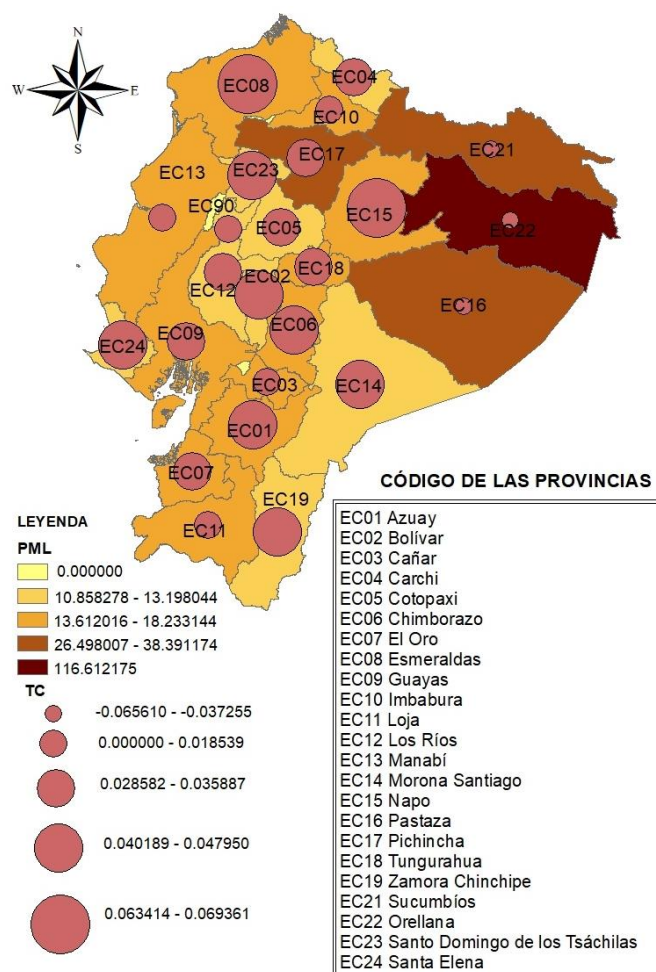 N
W E
S
EC08
EC04
EC10
EC17
EC21
EC13
EC23
EC90
EC15
EC22
EC05
EC18
EC02
EC12
EC16
EC06
EC09
EC24
EC03
EC14
EC01
EC07
EC19
EC11
CÓDIGO DE LAS PROVINCIAS
EC01 Azuay
EC02 Bolívar
EC03 Cañar
EC04 Carchi
EC05 Cotopaxi
EC06 Chimborazo
EC07 El Oro
EC08 Esmeraldas
EC09 Guayas
EC10 Imbabura
EC11 Loja
EC12 Los Ríos
EC13 Manabí
EC14 Morona Santiago
EC15 Napo
EC16 Pastaza
EC17 Pichincha
EC18 Tungurahua
EC19 Zamora Chinchipe
EC21 Sucumbíos
EC22 Orellana
EC23 Santo Domingo de los Tsáchilas
EC24 Santa Elena
LEYENDA
PML
0.000000
10.858278 - 13.198044
13.612016 - 18.233144
26.498007 - 38.391174
116.612175
TC
-0.065610 - -0.037255
0.000000 - 0.018539
0.028582 - 0.035887
0.040189 - 0.047950
0.063414 - 0.069361